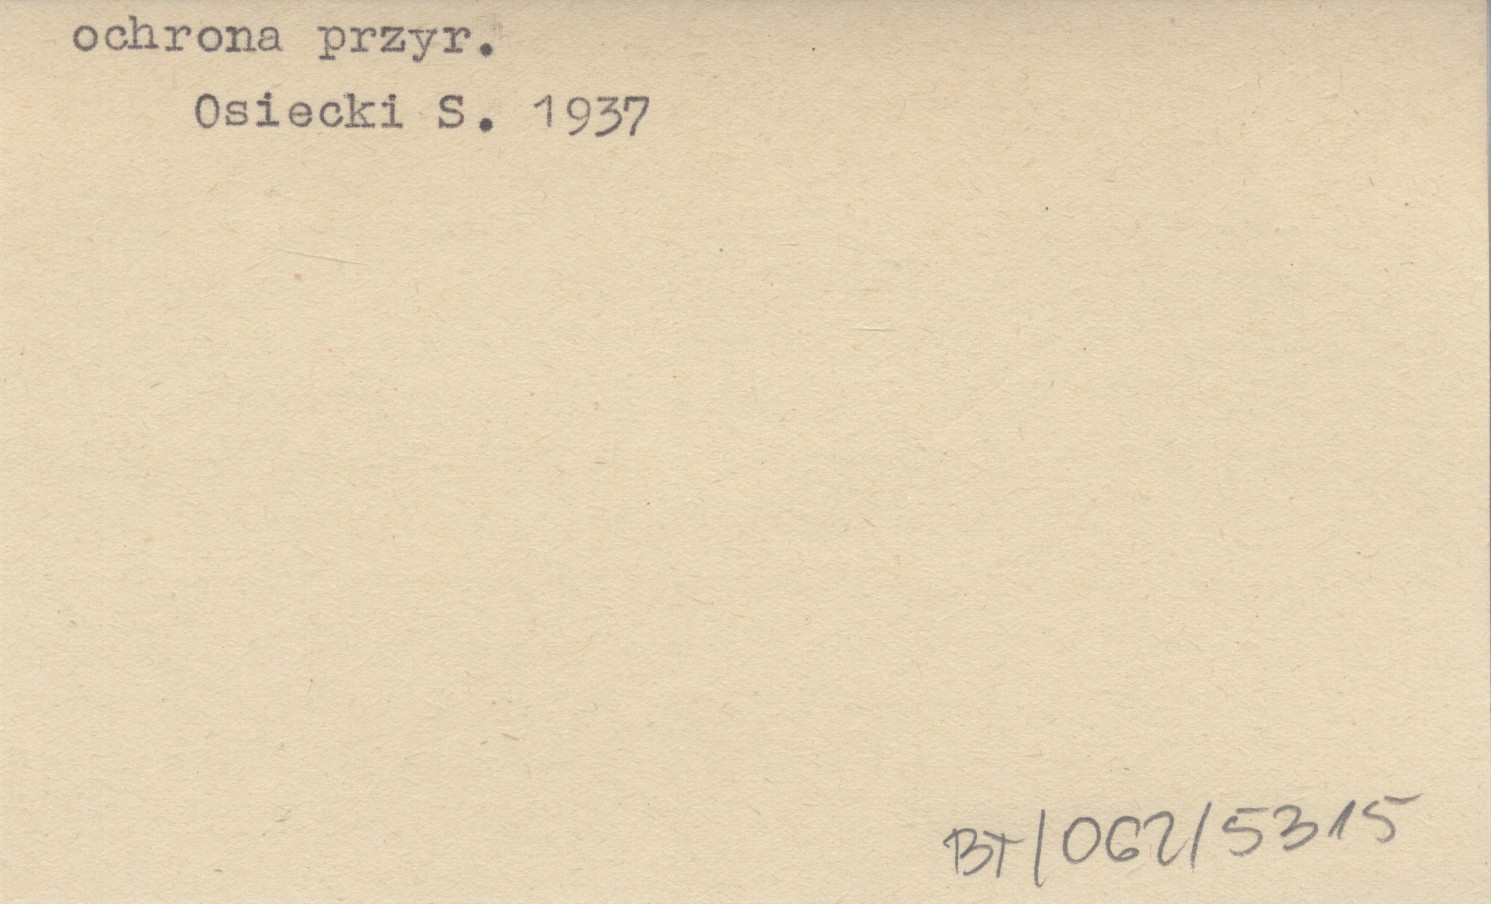 ochrona przyr.
Osiecki S. 1937
BT/062/5315